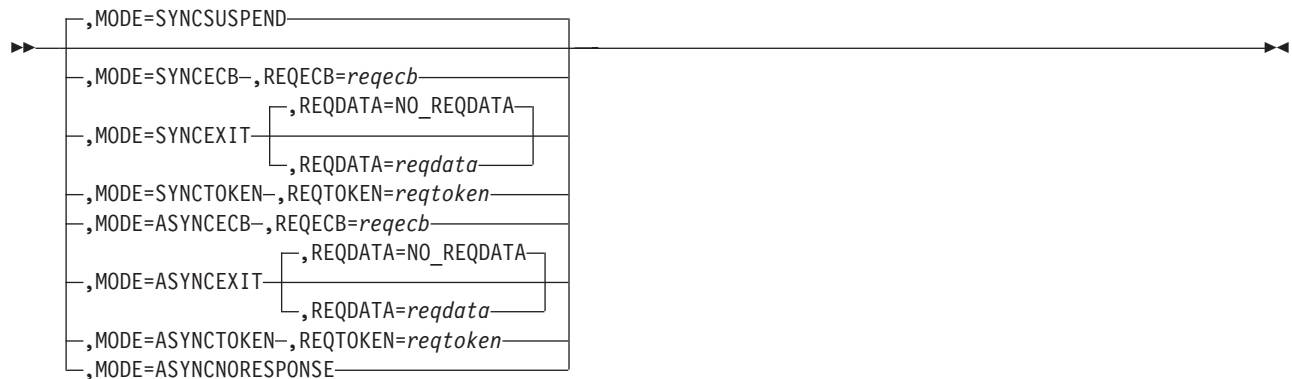 ,MODE=SYNCSUSPEND
,MODE=SYNCECB ,REQECB=reqecb
,REQDATA=NO_REQDATA
,MODE=SYNCEXIT
,REQDATA=reqdata
,MODE=SYNCTOKEN ,REQTOKEN=reqtoken
,MODE=ASYNCECB ,REQECB=reqecb
,REQDATA=NO_REQDATA
,MODE=ASYNCEXIT
,REQDATA=reqdata
,MODE=ASYNCTOKEN ,REQTOKEN=reqtoken
,MODE=ASYNCNORESPONSE